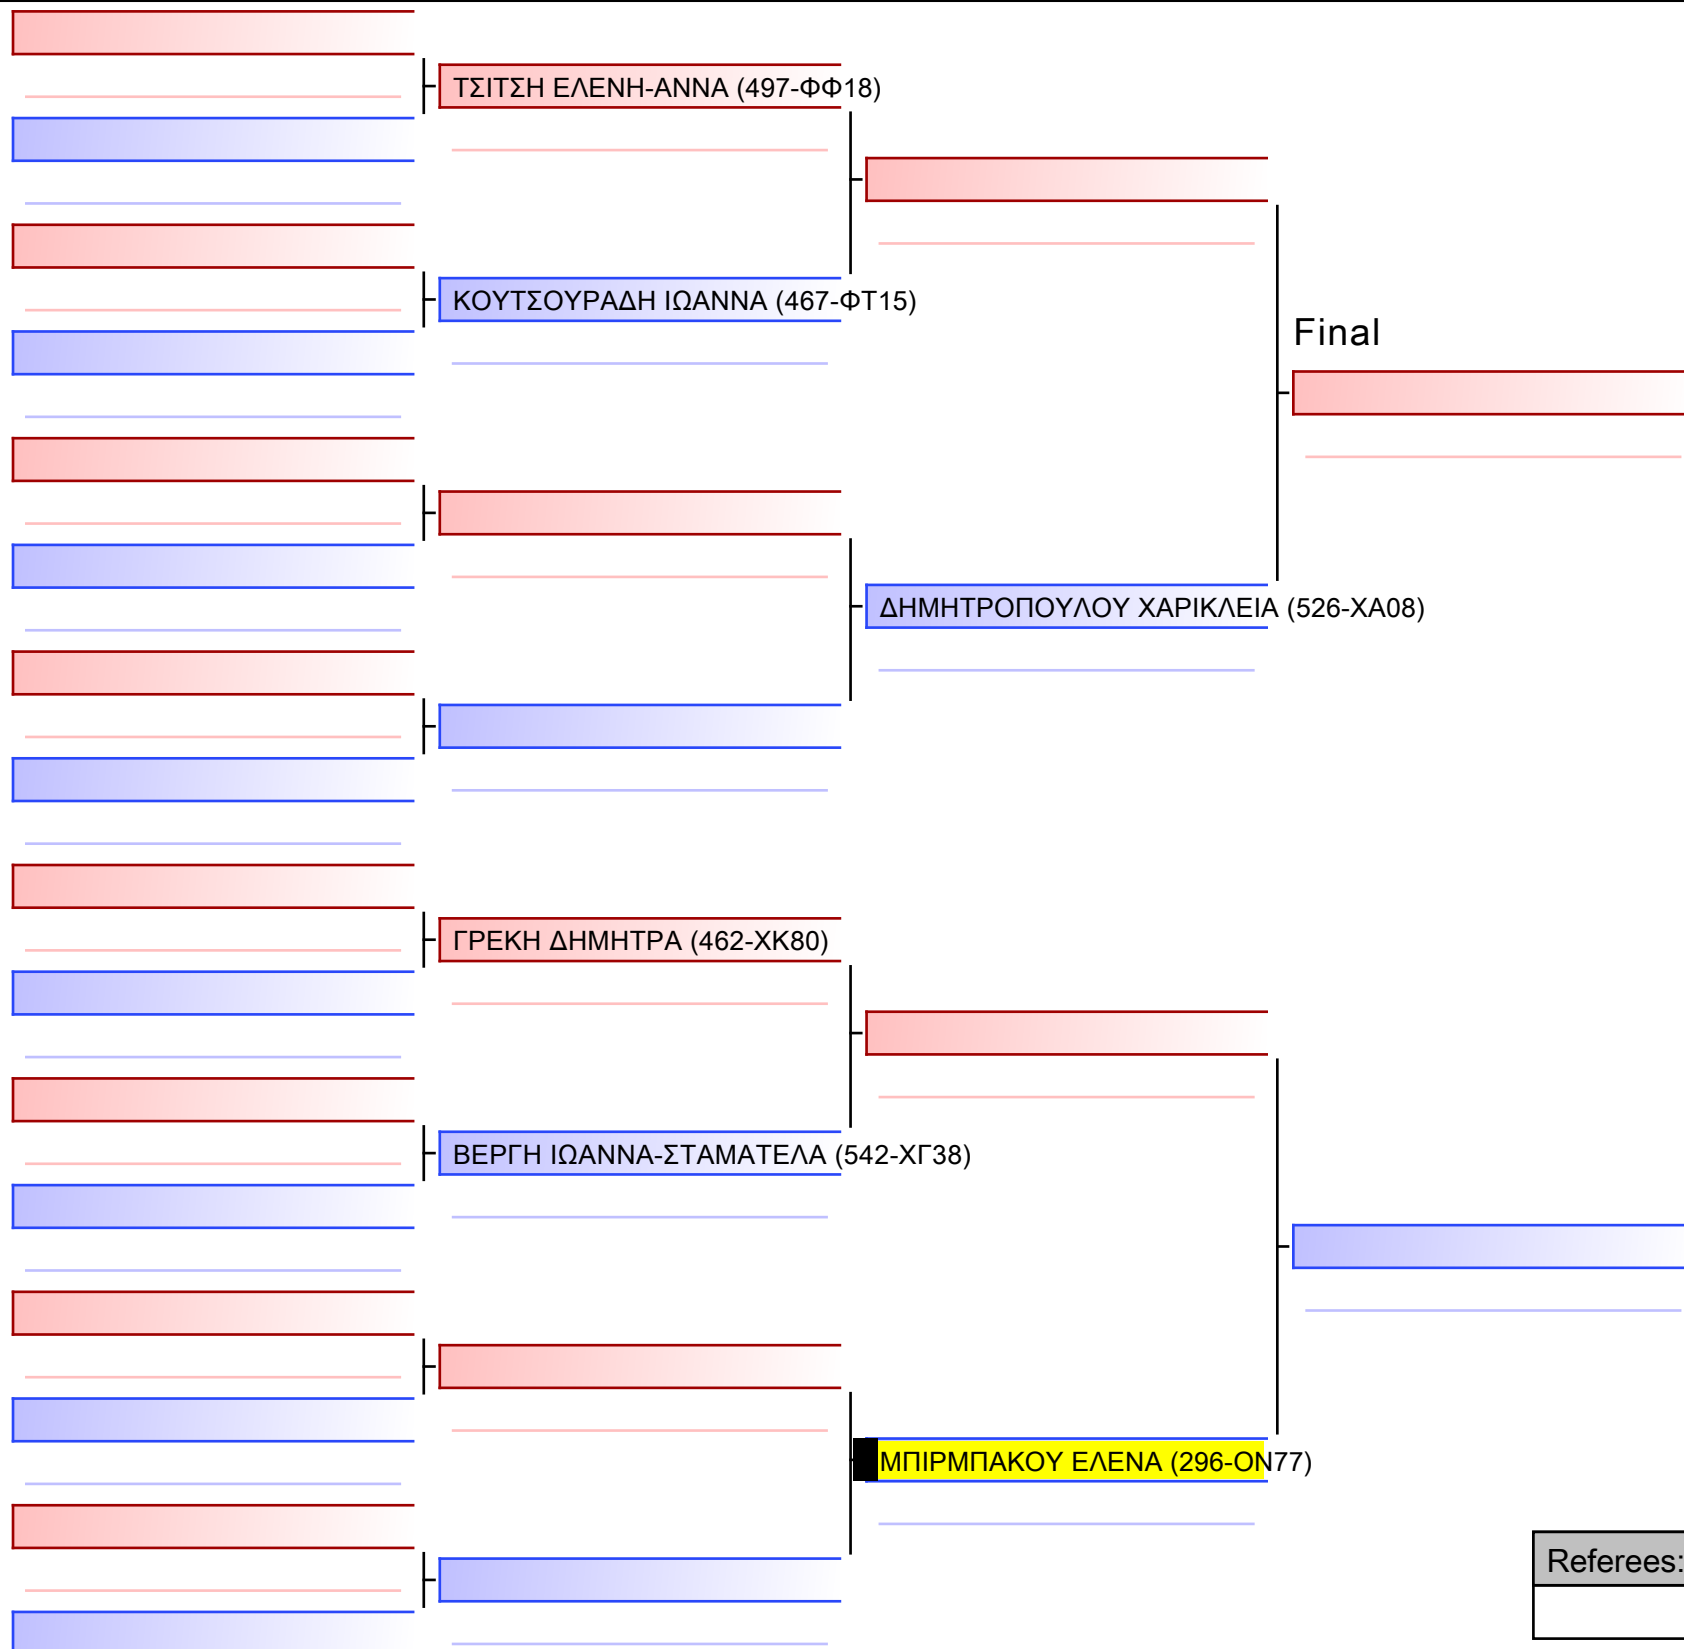 ΤΣΙΤΣΗ ΕΛΕΝΗ-ΑΝΝΑ (497-ΦΦ18)
ΚΟΥΤΣΟΥΡΑΔΗ ΙΩΑΝΝΑ (467-ΦΤ15)
Final
ΔΗΜΗΤΡΟΠΟΥΛΟΥ ΧΑΡΙΚΛΕΙΑ (526-ΧΑ08)
ΓΡΕΚΗ ΔΗΜΗΤΡΑ (462-ΧΚ80)
ΒΕΡΓΗ ΙΩΑΝΝΑ-ΣΤΑΜΑΤΕΛΑ (542-ΧΓ38)
ΜΠΙΡΜΠΑΚΟΥ ΕΛΕΝΑ (296-ΟΝ77)
Referees: